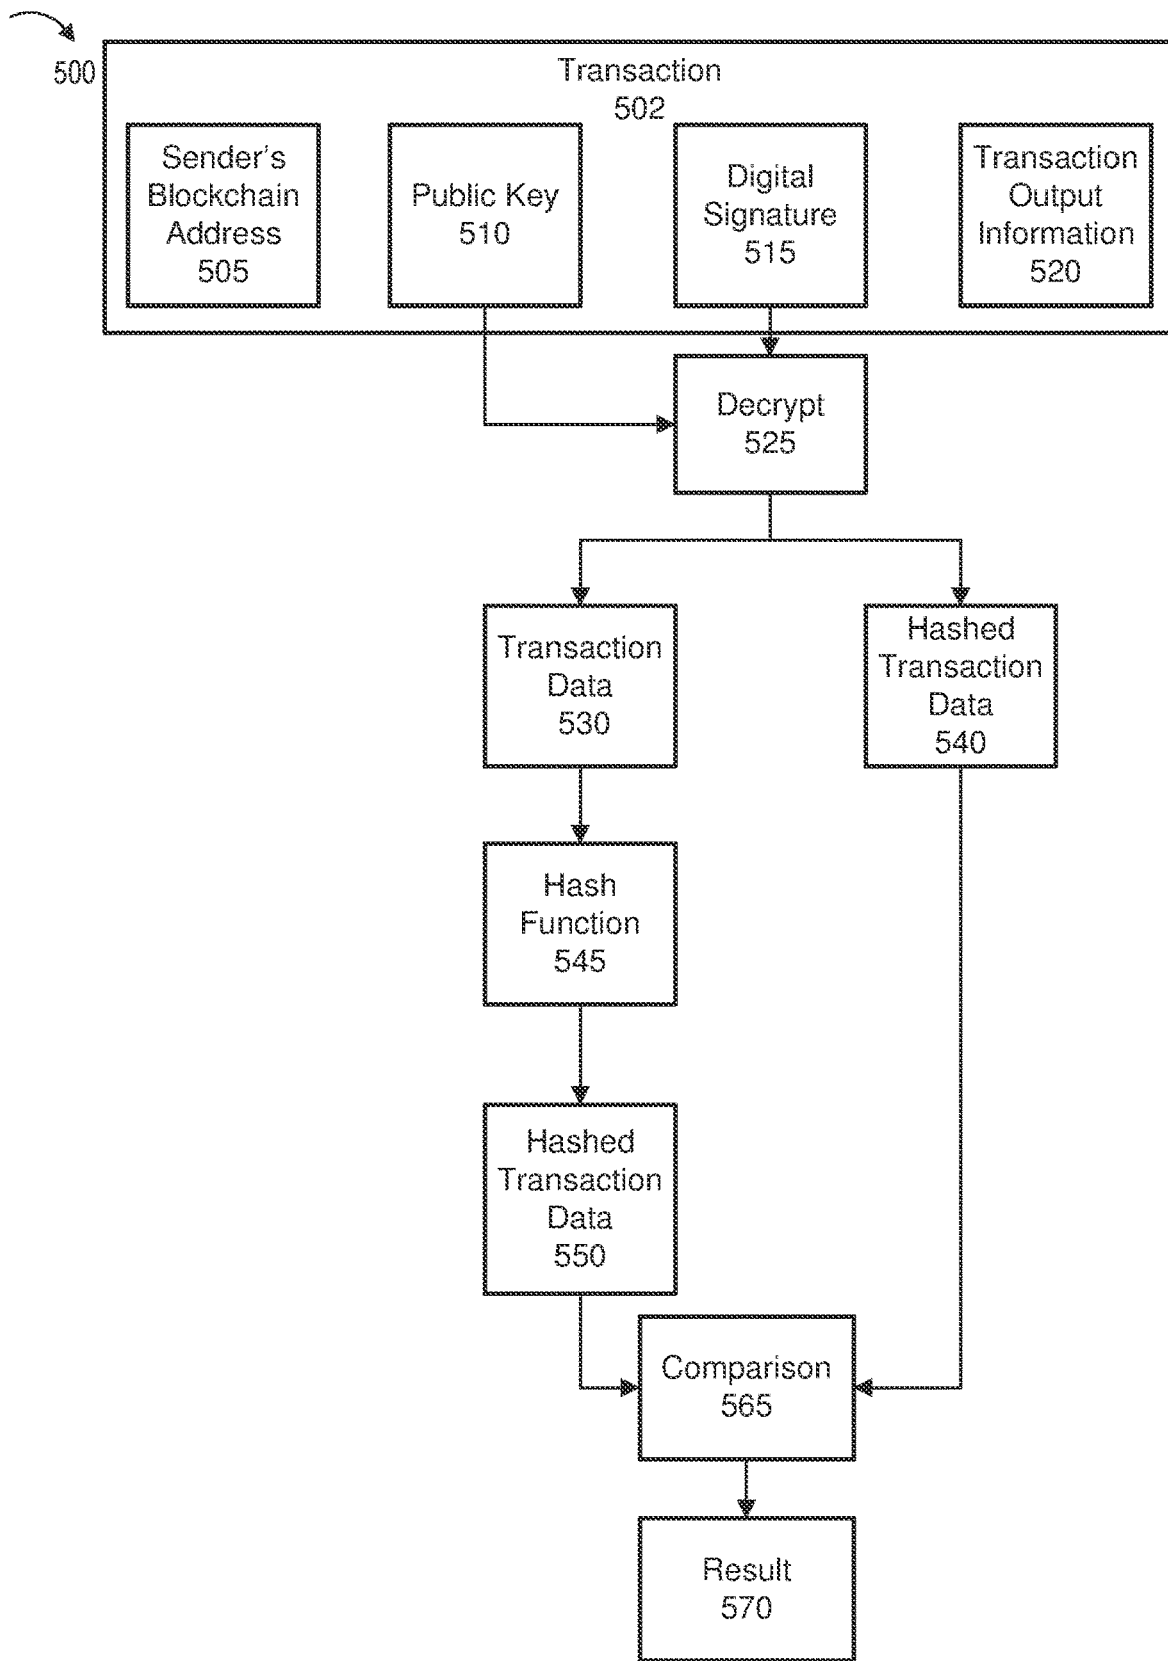 500
Transaction
502
Sender's
Blockchain
Address
505
Public Key
510
Digital
Signature
515
Transaction
Output
Information
520
Decrypt
525
Transaction
Data
530
Hashed
Transaction
Data
540
Hash
Function
545
Hashed
Transaction
Data
550
Comparison
565
Result
570